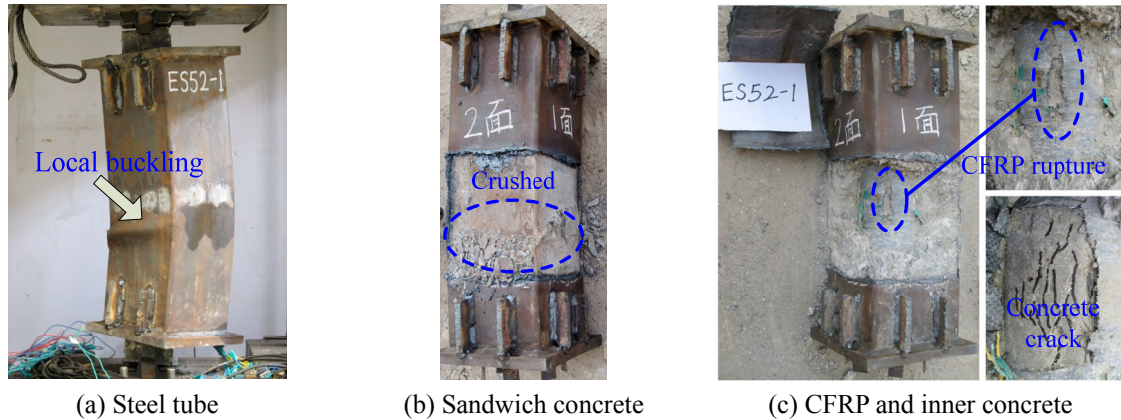 ES52-1
Local buckling
2面
1面
Crushed
ES52-1
2面
1面
CFRP rupture
Concrete
crack
(a) Steel tube
(b) Sandwich concrete
(c) CFRP and inner concrete